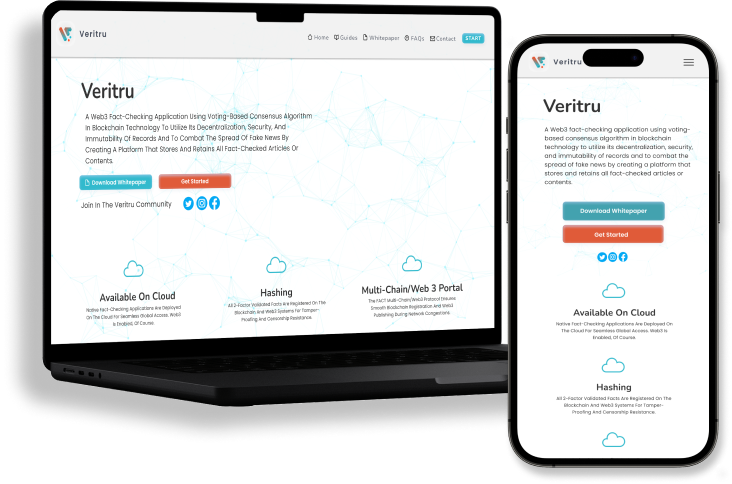 Veritru
Home Guides Whitepaper FAQs Contact START
Veritru
A Web3 Fact-Checking Application Using Voting-Based Consensus Algorithm
In Blockchain Technology To Utilize Its Decentralization, Security, And
Immutability Of Records And To Combat The Spread Of Fake News By
Creating A Platform That Stores And Retains All Fact-Checked Articles Or
Contents.
Download Whitepaper Get Started
Join In The Veritru Community
Available On Cloud
Native Fact-Checking Applications Are Deployed
On The Cloud For Seamless Global Access. Web3
Is Enabled, Of Course.
Hashing
All 2-Factor Validated Facts Are Registered On The
Blockchain And Web3 Systems For Tamper-
Proofing And Censorship Resistance.
Multi-Chain/Web 3 Portal
The FACT Multi-Chain/Web3 Protocol Ensures
Smooth Blockchain Registration And Web3
Publishing During Network Congestions
Veritru
Veritru
A Web3 fact-checking application using voting-
based consensus algorithm in blockchain
technology to utilize its decentralization, security,
and immutability of records and to combat the
spread of fake news by creating a platform that
stores and retains all fact-checked articles or
contents.
Download Whitepaper
Get Started
Available On Cloud
Native Fact-Checking Applications Are Deployed On
The Cloud For Seamless Global Access. Web3 Is
Enabled, Of Course.
Hashing
All 2-Factor Validated Facts Are Registered On The
Blockchain And Web3 Systems For Tamper-
Proofing And Censorship Resistance.